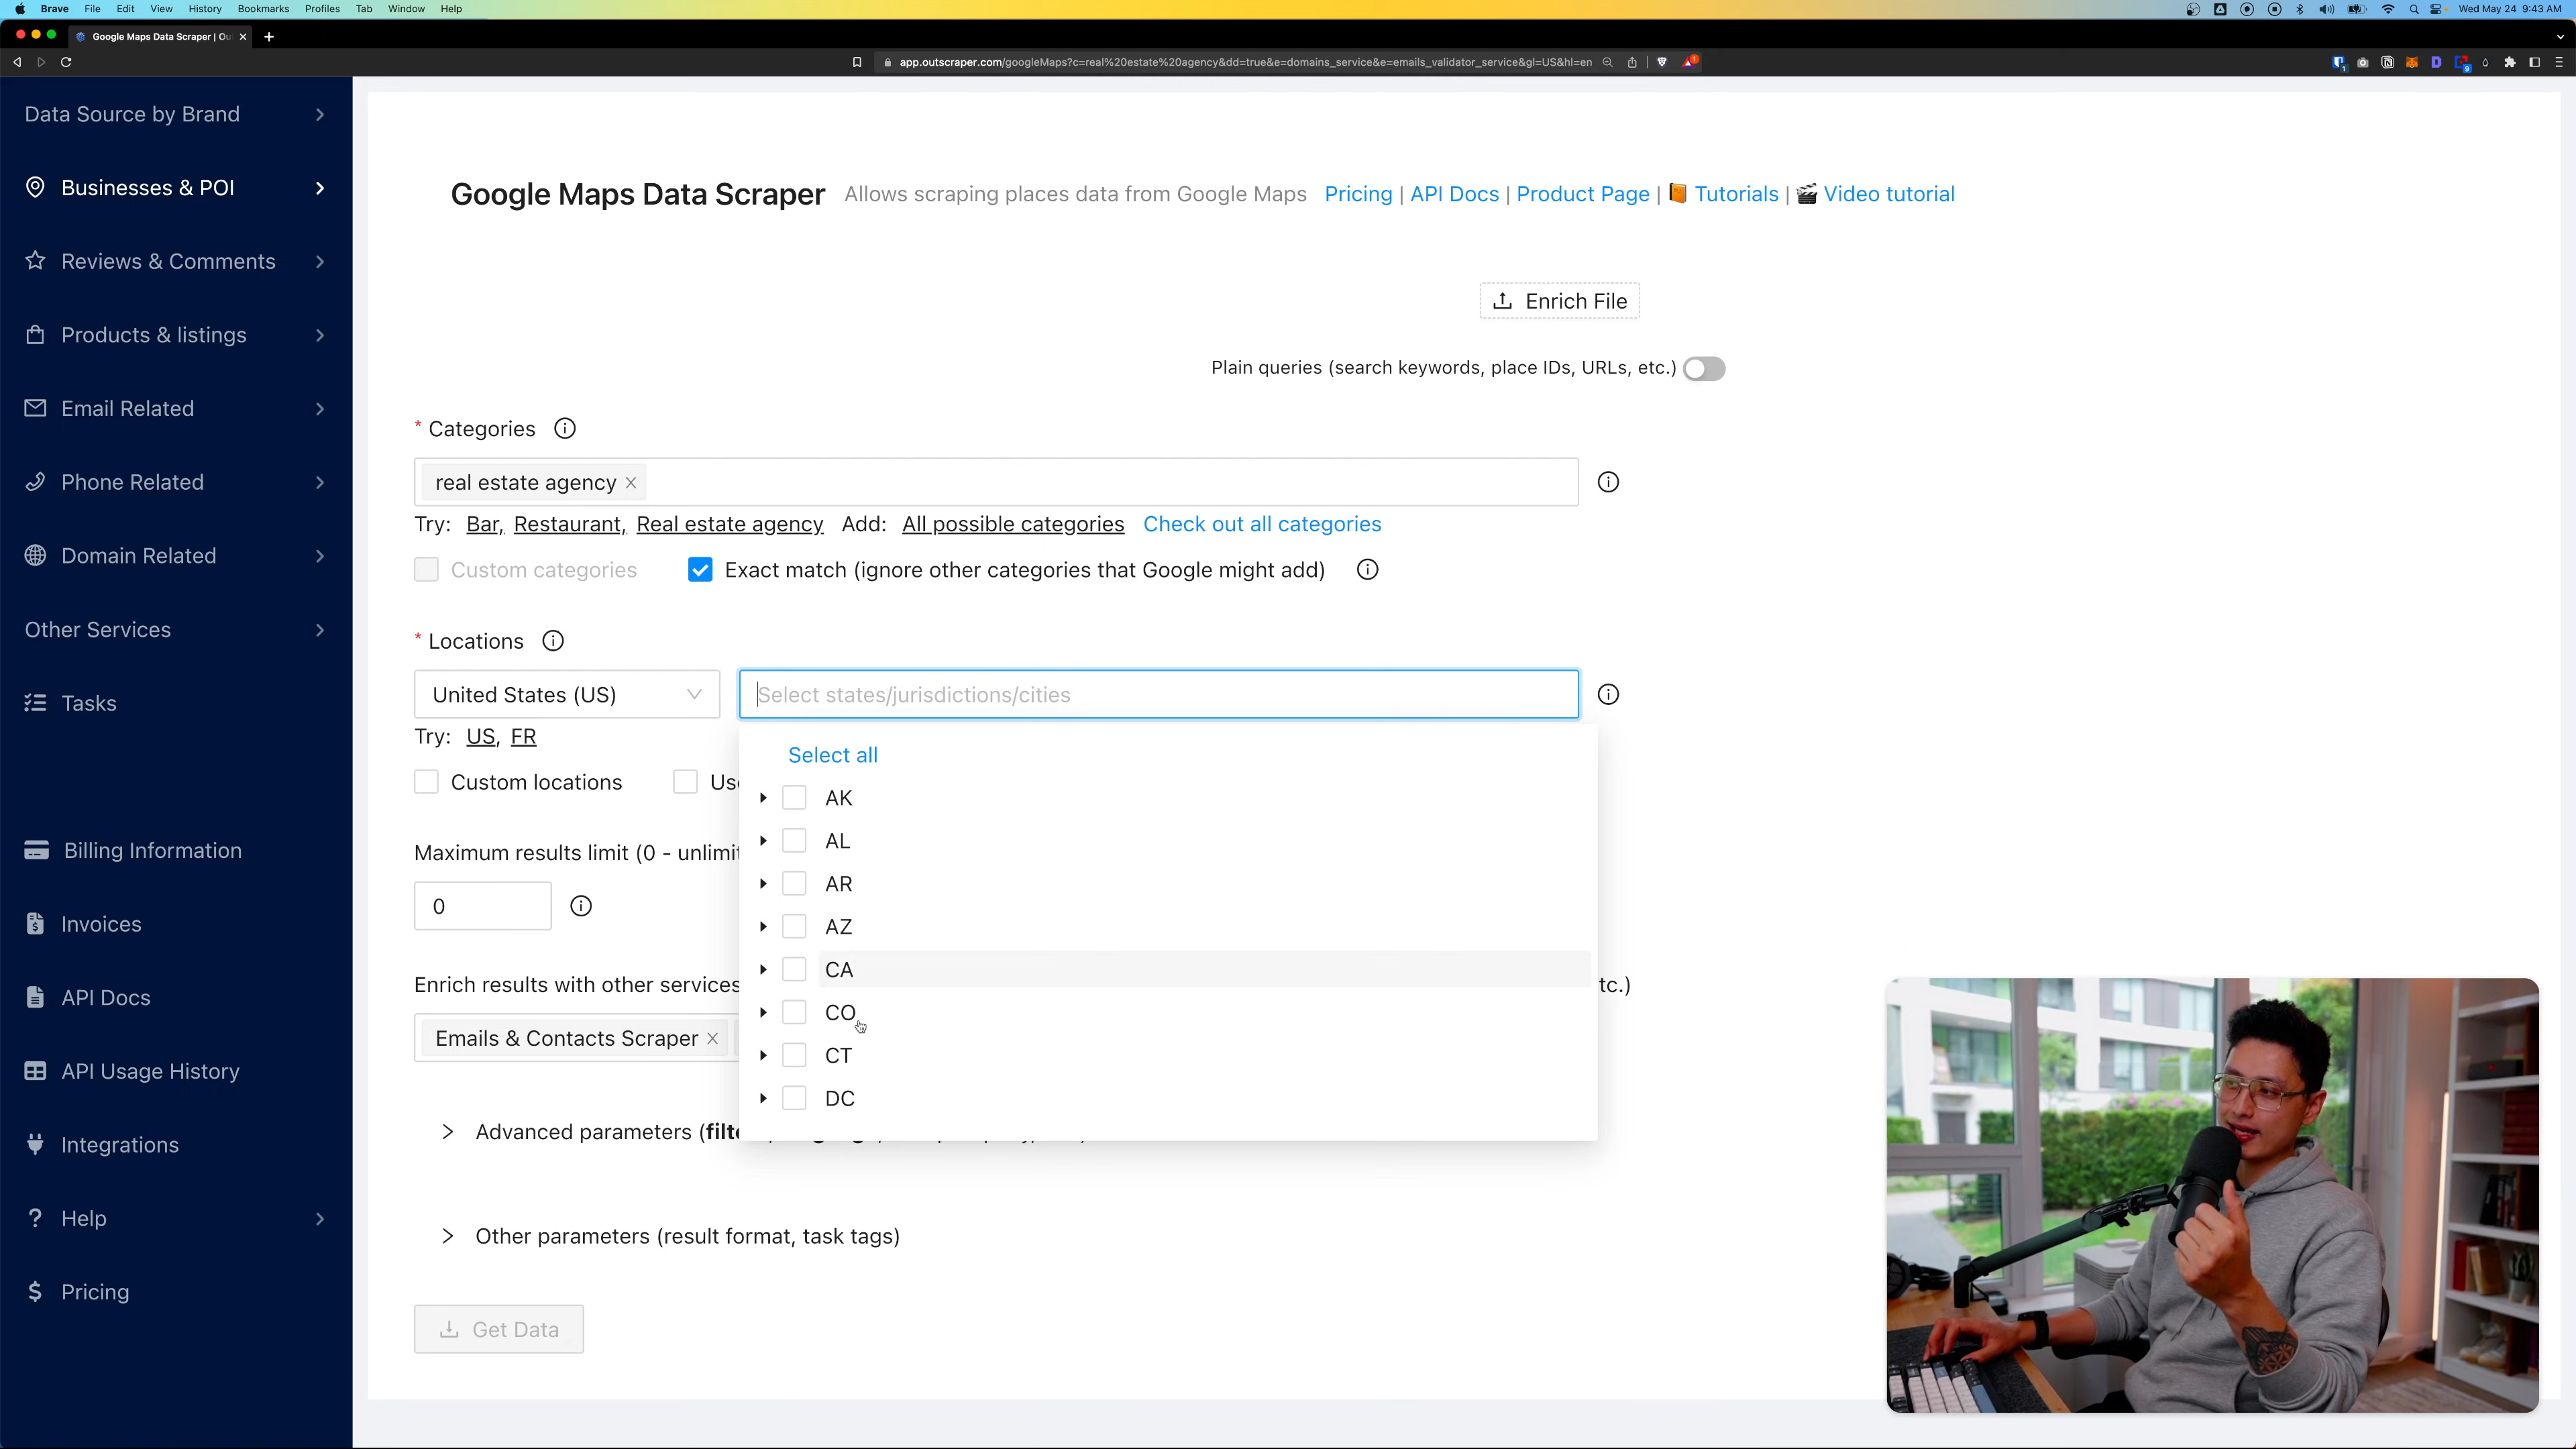 Brave File Edit View History Bookmarks Profiles Tab Window Help
Wed May 24 9:43 AM
Google Maps Data Scraper | Ou
app.outscraper.com/googleMaps?c=real%20estate%20agency&dd=true&e=domains_service&e=emails_validator_service&gl=US&hl=en
Data Source by Brand
Businesses & POI
Reviews & Comments
Products & listings
Email Related
Phone Related
Domain Related
Other Services
Tasks
Billing Information
Invoices
API Docs
API Usage History
Integrations
Help
Pricing
Google Maps Data Scraper Allows scraping places data from Google Maps Pricing | API Docs | Product Page | Tutorials | Video tutorial
Enrich File
Plain queries (search keywords, place IDs, URLs, etc.)
* Categories
real estate agency
Try: Bar, Restaurant, Real estate agency Add: All possible categories Check out all categories
Custom categories Exact match (ignore other categories that Google might add)
* Locations
United States (US) Select states/jurisdictions/cities
Try: US, FR
Custom locations
Select all
AK
AL
AR
AZ
CA
CO
CT
DC
Maximum results limit (0 - unlimit
0
Enrich results with other services tc.)
Emails & Contacts Scraper
Advanced parameters (filt
Other parameters (result format, task tags)
Get Data